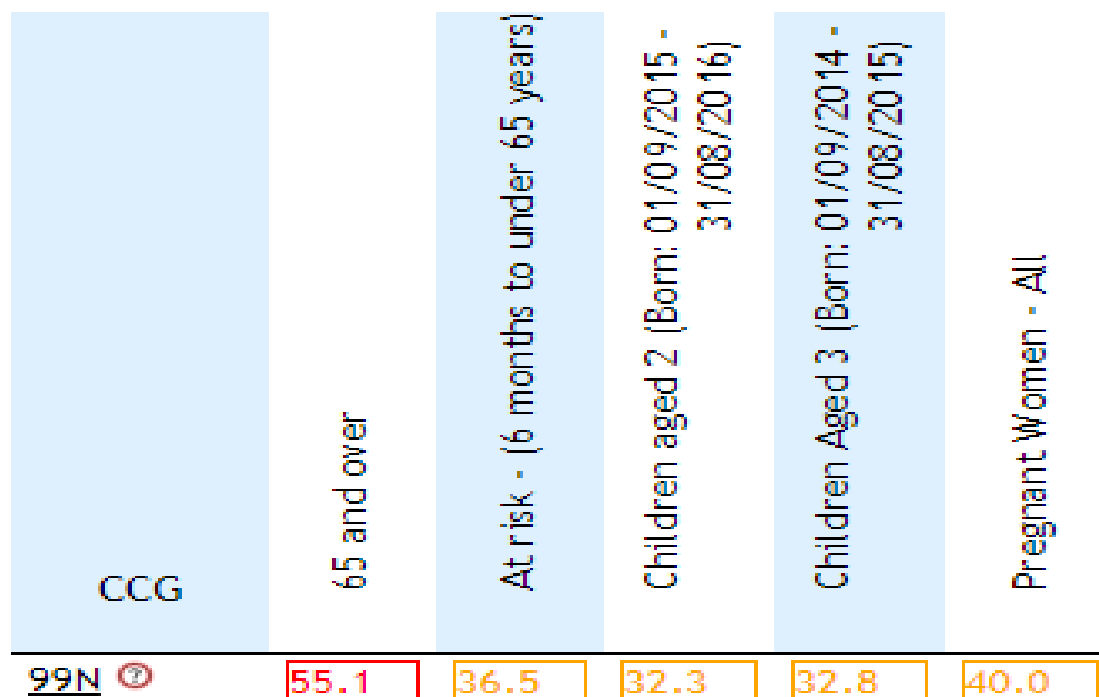 CCG
65 and over
At risk - (6 months to under 65 years)
Children aged 2 (Born: 01/09/2015 -
31/08/2016)
Children Aged 3 (Born: 01/09/2014 -
31/08/2015)
Pregnant Women - All
99N ? 55.1 36.5 32.3 32.8 40.0